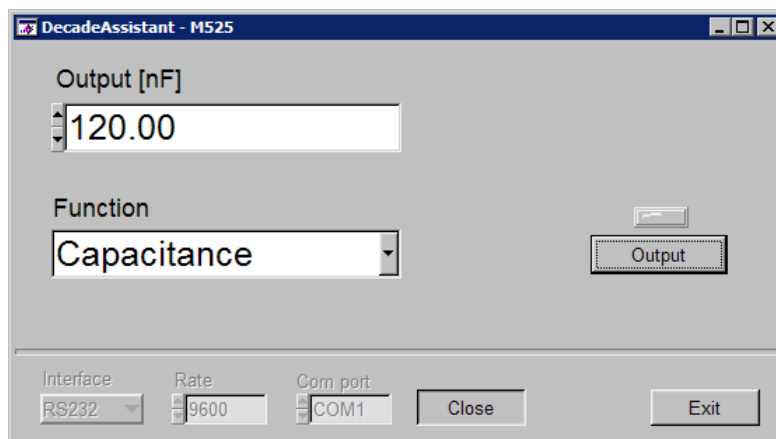 DecadeAssistant - M525
Output [nF]
120.00
Function
Capacitance
Output
Interface
Rate
Com port
RS232
9600
COM1
Close
Exit